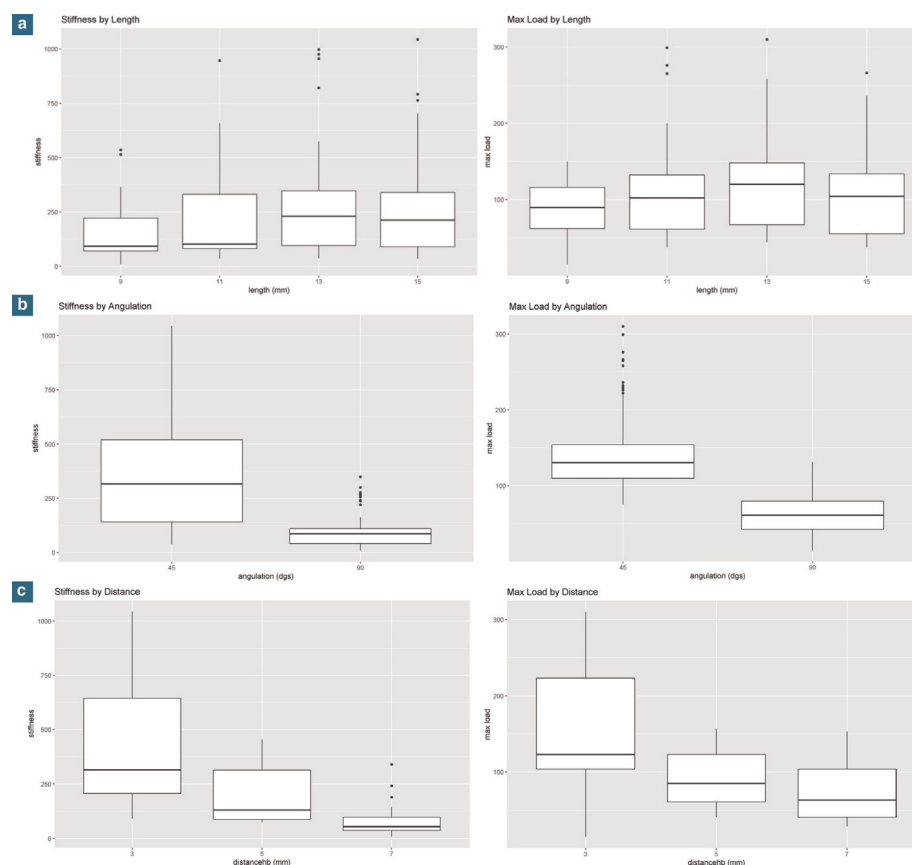 a
Stiffness by Length
1000
750
500
250
0
stiffness
9 11 13 15
length (mm)
Max Load by Length
300
200
100
max load
9 11 13 15
length (mm)
b
Stiffness by Angulation
1000
750
500
250
0
stiffness
45 90
angulation (dgs)
Max Load by Angulation
300
200
100
max load
45 90
angulation (dgs)
c
Stiffness by Distance
1000
750
500
250
0
stiffness
3 5 7
distancehb (mm)
Max Load by Distance
300
200
100
max load
3 5 7
distancehb (mm)